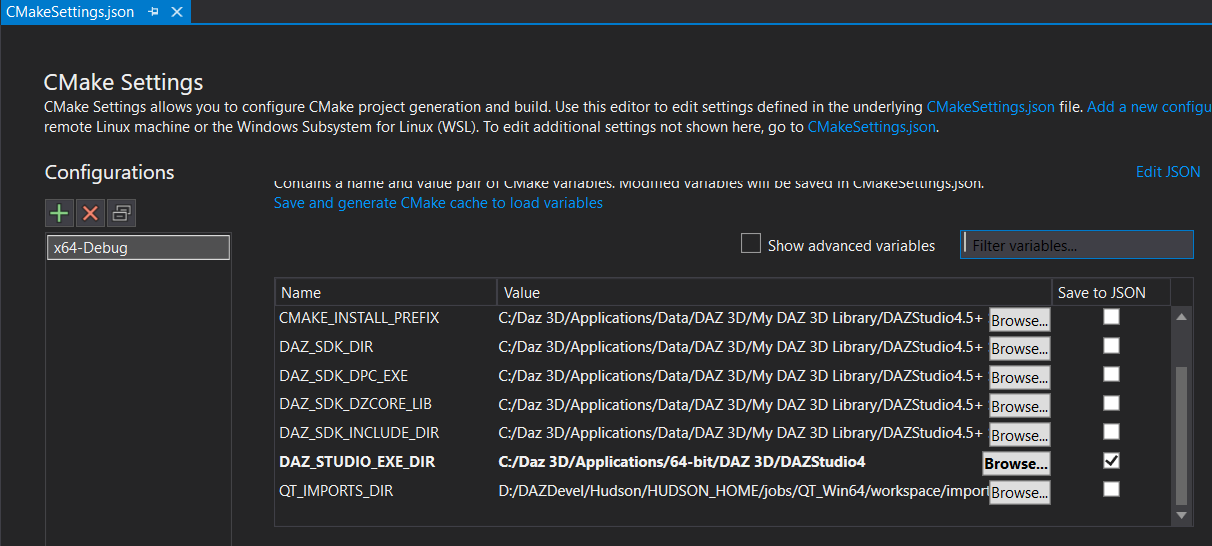 CMakeSettings.json
CMake Settings
CMake Settings allows you to configure CMake project generation and build. Use this editor to edit settings defined in the underlying CMakeSettings.json file. Add a new configu
remote Linux machine or the Windows Subsystem for Linux (WSL). To edit additional settings not shown here, go to CMakeSettings.json.
Configurations
x64-Debug
Edit JSON
Contains a name and value pair of CMake variables. Modified variables will be saved in CMakeSettings.json.
Save and generate CMake cache to load variables
Show advanced variables Filter variables...
Name Value Save to JSON
CMAKE_INSTALL_PREFIX C:/Daz 3D/Applications/Data/DAZ 3D/My DAZ 3D Library/DAZStudio4.5+ Browse...
DAZ_SDK_DIR C:/Daz 3D/Applications/Data/DAZ 3D/My DAZ 3D Library/DAZStudio4.5+ Browse...
DAZ_SDK_DPC_EXE C:/Daz 3D/Applications/Data/DAZ 3D/My DAZ 3D Library/DAZStudio4.5+ Browse...
DAZ_SDK_DZCORE_LIB C:/Daz 3D/Applications/Data/DAZ 3D/My DAZ 3D Library/DAZStudio4.5+ Browse...
DAZ_SDK_INCLUDE_DIR C:/Daz 3D/Applications/Data/DAZ 3D/My DAZ 3D Library/DAZStudio4.5+ Browse...
DAZ_STUDIO_EXE_DIR C:/Daz 3D/Applications/64-bit/DAZ 3D/DAZStudio4 Browse...
QT_IMPORTS_DIR D:/DAZDevel/Hudson/HUDSON_HOME/jobs/QT_Win64/workspace/import Browse...